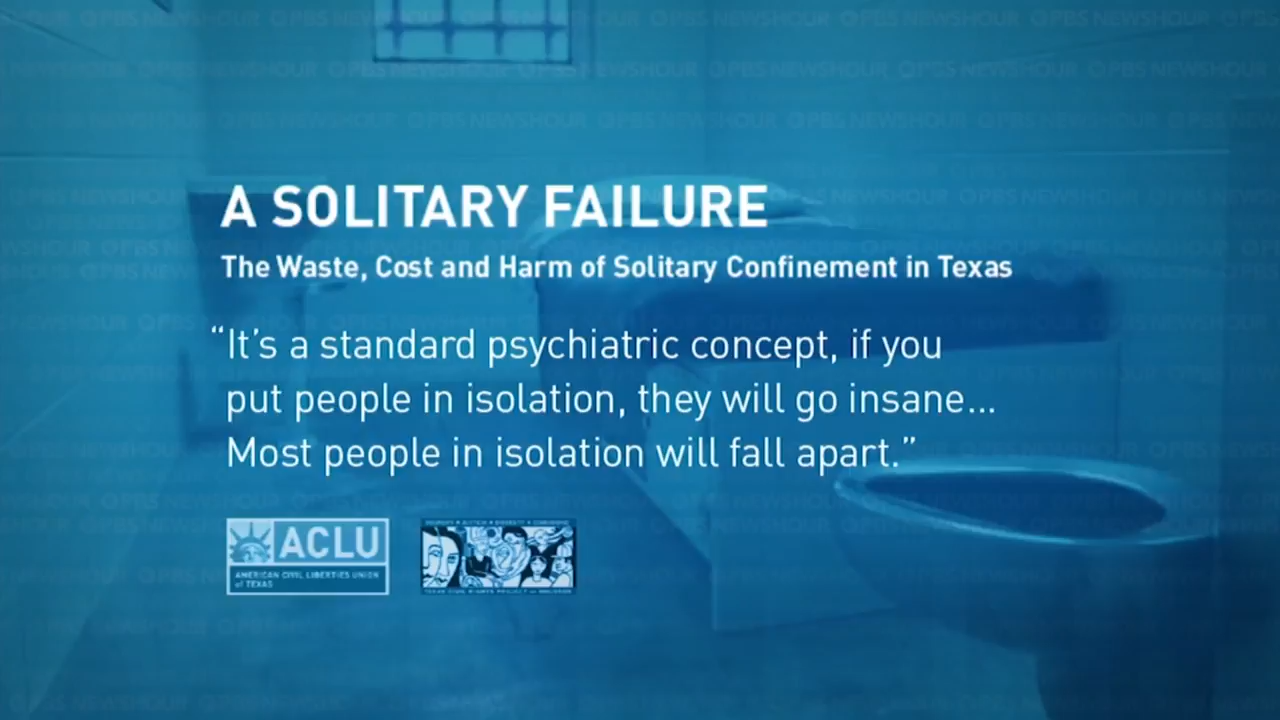 A SOLITARY FAILURE
The Waste, Cost and Harm of Solitary Confinement in Texas
“It’s a standard psychiatric concept, if you
put people in isolation, they will go insane...
Most people in isolation will fall apart.”
ACLU
AMERICAN CIVIL LIBERTIES UNION
of TEXAS
PBS NEWSHOUR